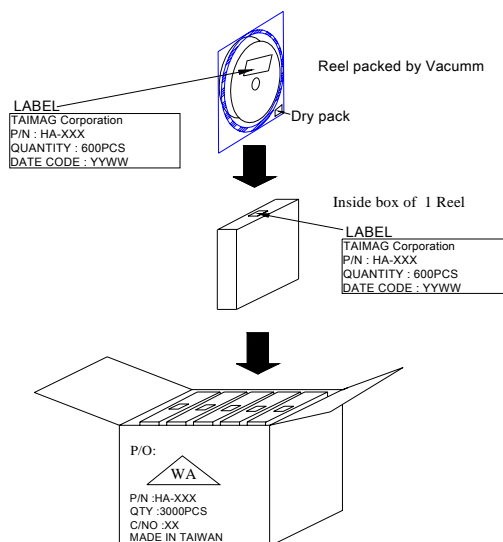 Reel packed by Vacumm
LABEL
TAIMAG Corporation
P/N : HA-XXX
QUANTITY : 600PCS
DATE CODE : YYWW
Dry pack
Inside box of 1 Reel
LABEL
TAIMAG Corporation
P/N : HA-XXX
QUANTITY : 600PCS
DATE CODE : YYWW
P/O:
WA
P/N :HA-XXX
QTY :3000PCS
C/NO :XX
MADE IN TAIWAN